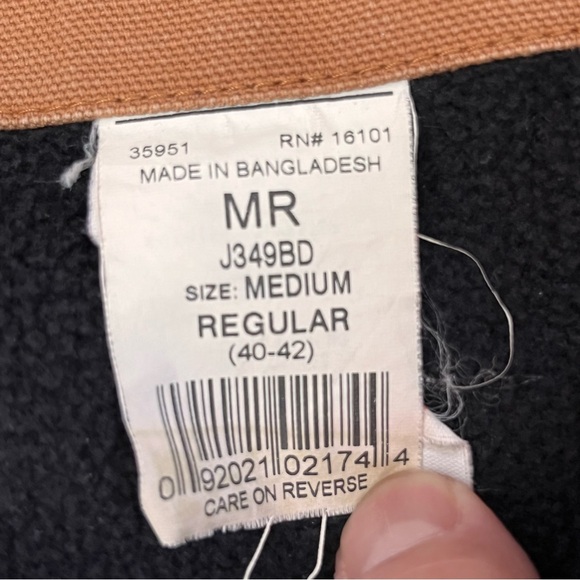 35951 RN# 16101
MADE IN BANGLADESH
MR
J349BD
SIZE: MEDIUM
REGULAR
(40-42)
0 92021 02174 4
CARE ON REVERSE